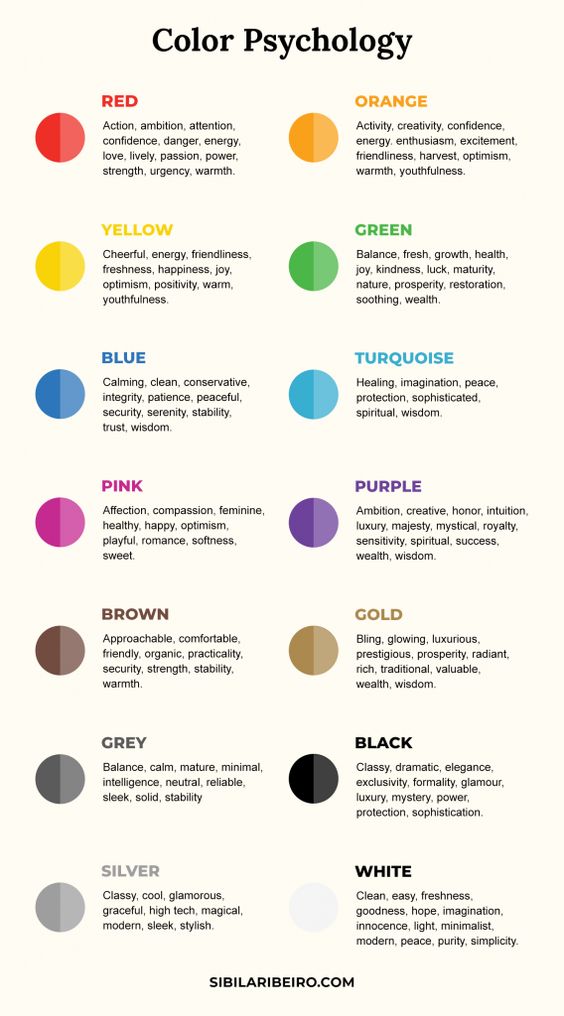 Color Psychology
RED
Action, ambition, attention,
confidence, danger, energy,
love, lively, passion, power,
strength, urgency, warmth.
ORANGE
Activity, creativity, confidence,
energy. enthusiasm, excitement,
friendliness, harvest, optimism,
warmth, youthfulness.
YELLOW
Cheerful, energy, friendliness,
freshness, happiness, joy,
optimism, positivity, warm,
youthfulness.
GREEN
Balance, fresh, growth, health,
joy, kindness, luck, maturity,
nature, prosperity, restoration,
soothing, wealth.
BLUE
Calming, clean, conservative,
integrity, patience, peaceful,
security, serenity, stability,
trust, wisdom.
TURQUOISE
Healing, imagination, peace,
protection, sophisticated,
spiritual, wisdom.
PINK
Affection, compassion, feminine,
healthy, happy, optimism,
playful, romance, softness,
sweet.
PURPLE
Ambition, creative, honor, intuition,
luxury, majesty, mystical, royalty,
sensitivity, spiritual, success,
wealth, wisdom.
BROWN
Approachable, comfortable,
friendly, organic, practicality,
security, strength, stability,
warmth.
GOLD
Bling, glowing, luxurious,
prestigious, prosperity, radiant,
rich, traditional, valuable,
wealth, wisdom.
GREY
Balance, calm, mature, minimal,
intelligence, neutral, reliable,
sleek, solid, stability
BLACK
Classy, dramatic, elegance,
exclusivity, formality, glamour,
luxury, mystery, power,
protection, sophistication.
SILVER
Classy, cool, glamorous,
graceful, high tech, magical,
modern, sleek, stylish.
WHITE
Clean, easy, freshness,
goodness, hope, imagination,
innocence, light, minimalist,
modern, peace, purity, simplicity.
SIBILARIBEIRO.COM